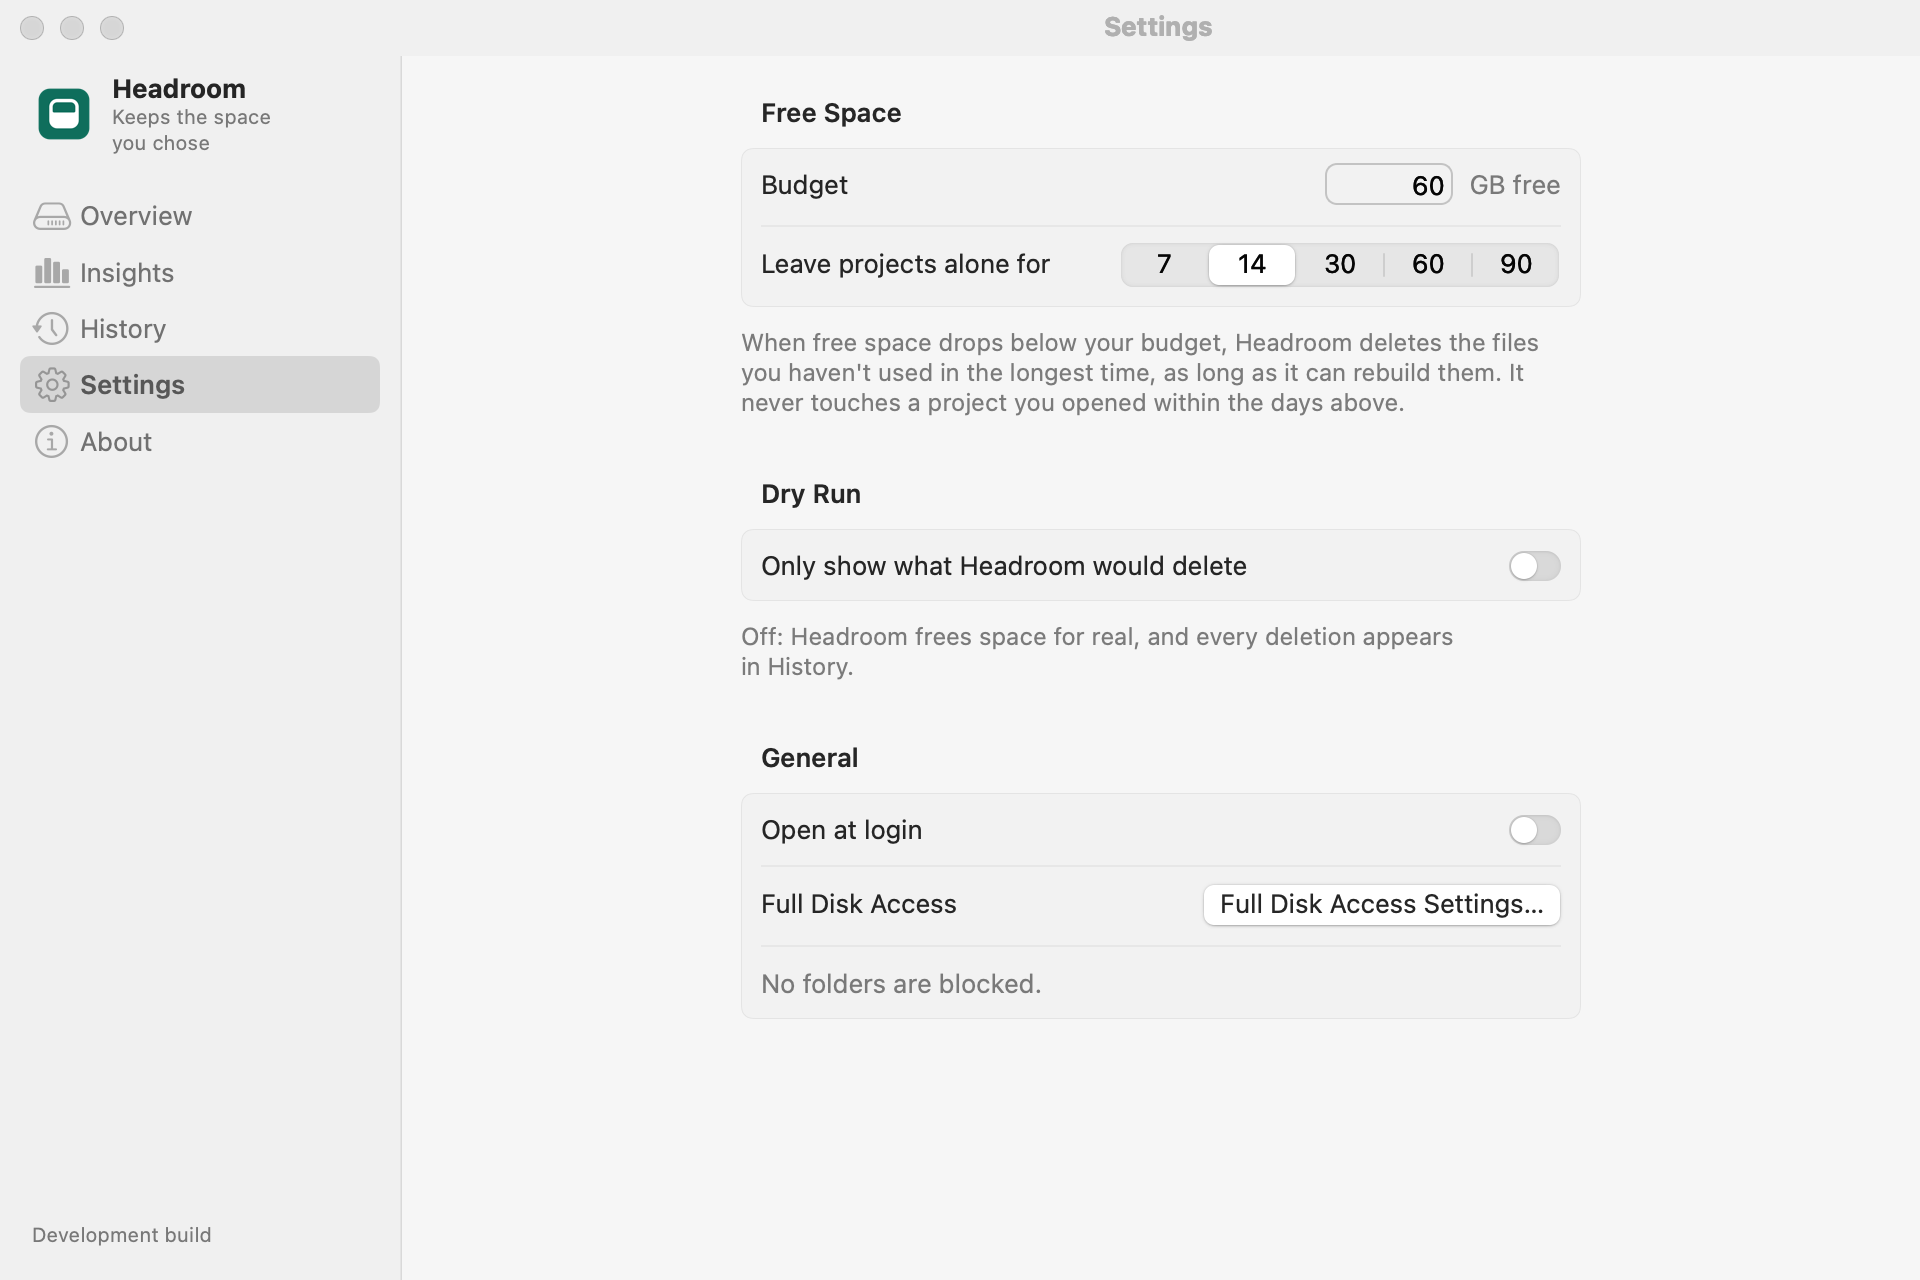 Settings
Headroom
Keeps the space
you chose
Overview
Insights
History
Settings
About
Development build
Free Space
Budget 60 GB free
Leave projects alone for 7 14 30 60 90
When free space drops below your budget, Headroom deletes the files
you haven't used in the longest time, as long as it can rebuild them. It
never touches a project you opened within the days above.
Dry Run
Only show what Headroom would delete
Off: Headroom frees space for real, and every deletion appears
in History.
General
Open at login
Full Disk Access Full Disk Access Settings...
No folders are blocked.